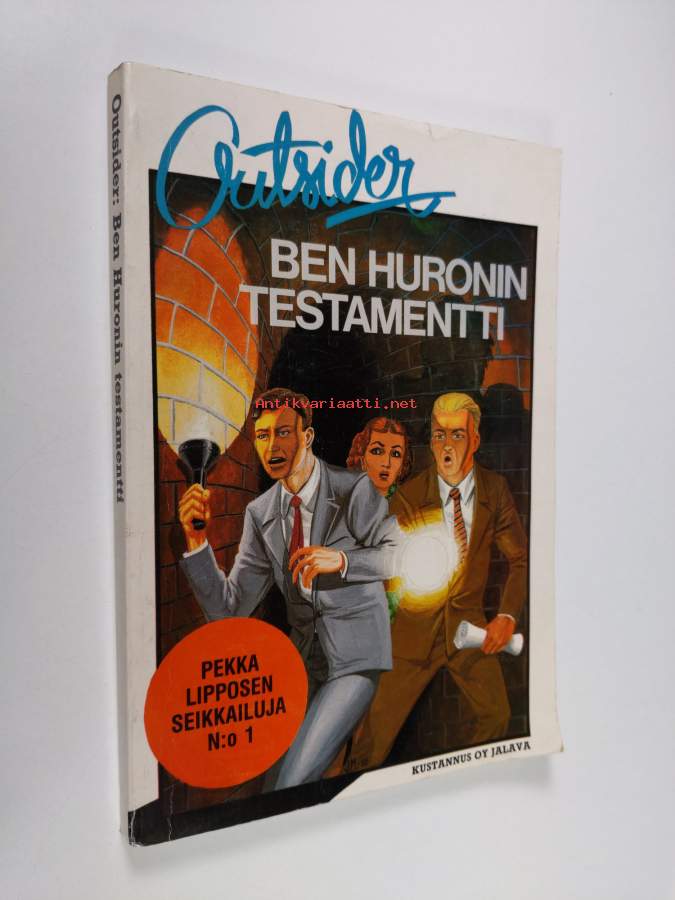 Outsider: Ben Huronin testamentti
Outsider
BEN HURONIN
TESTAMENTTI
Antikvariaatti.net
PEKKA
LIPPOSEN
SEIKKAILUJA
N:o 1
KUSTANNUS OY JALAVA